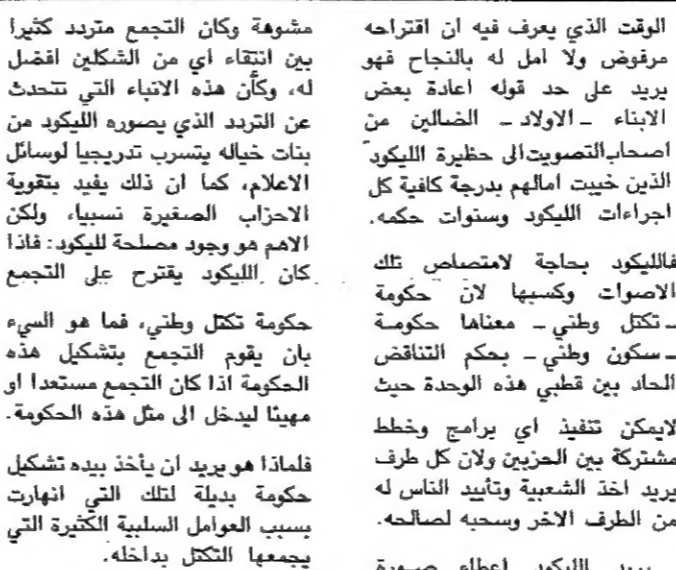 الوقت الذي يعرف فيه ان اقتراحه
مرفوض ولا امل له بالنجاح فهو
يريد على حد قوله اعادة بعض
الابناء ـ الاولاد ـ الضالين من
اصحاب التصويت الى حظيرة الليكود
الذين خيبت امالهم بدرجة كافية كل
اجراءات الليكود وسنوات حكمه.
فالليكود بحاجة لامتصاص تلك
الاصوات وكسبها لان حكومة
ـ تكتل وطني ـ معناها حكومة
ـ سكون وطني ـ بحكم التناقض
الحاد بين قطبي هذه الوحدة حيث
لايمكن تنفيذ اي برامج وخطط
مشتركة بين الحزبين ولان كل طرف
يريد اخذ الشعبية وتأييد الناس له
من الطرف الاخر وسحبه لصالحه.
يريد الليكود اعطاء صورة
مشوهة وكان التجمع متردد كثيرا
بين انتقاء اي من الشكلين افضل
له، وكأن هذه الانباء التي تتحدث
عن التردد الذي يصوره الليكود من
بنات خياله يتسرب تدريجيا لوسائل
الاعلام، كما ان ذلك يفيد بتقوية
الاحزاب الصغيرة نسبيا، ولكن
الاهم هو وجود مصلحة لليكود: فاذا
كان الليكود يقترح على التجمع
حكومة تكتل وطني، فما هو السيء
بان يقوم التجمع بتشكيل هذه
الحكومة اذا كان التجمع مستعدا او
مهيئا ليدخل الى مثل هذه الحكومة.
فلماذا هو يريد ان يأخذ بيده تشكيل
حكومة بديلة لتلك التي انهارت
بسبب العوامل السلبية الكثيرة التي
يجمعها التكتل بداخله.